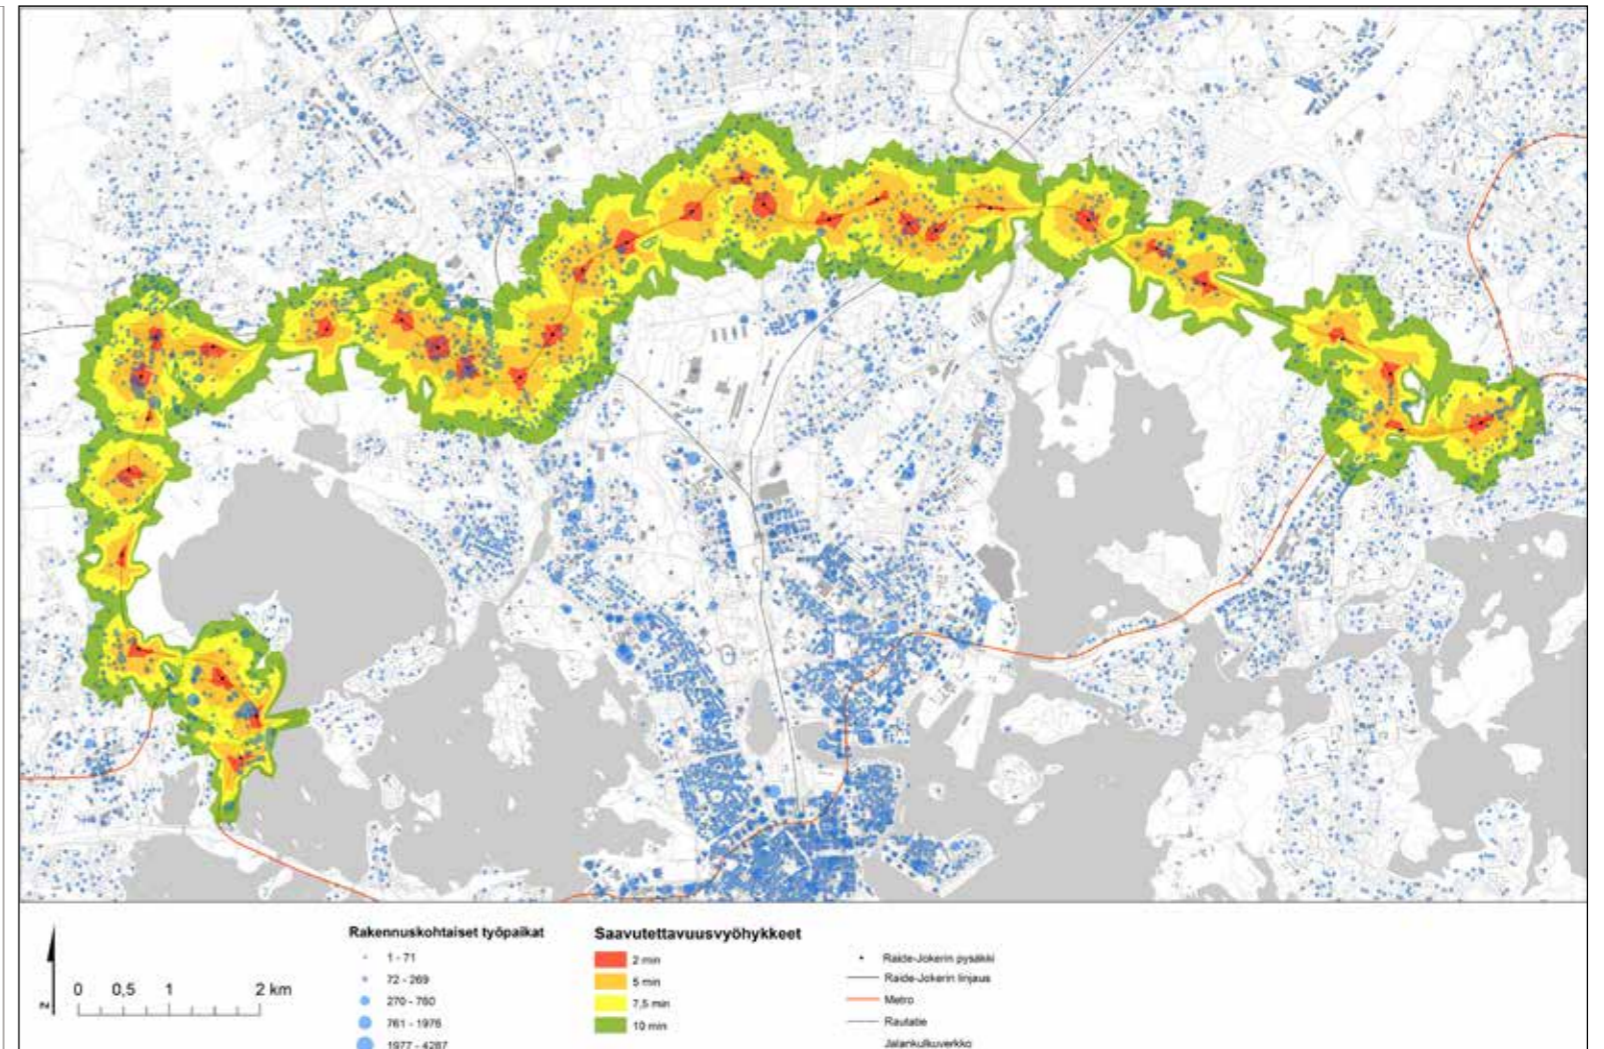 Rakennuskohtaiset työpaikat
1 - 71
72 - 269
270 - 760
761 - 1976
1977 - 4287
Saavutettavuusvyöhykkeet
2 min
5 min
7,5 min
10 min
Raide-Jokerin pysäkki
Raide-Jokerin linjaus
Metro
Rautatie
Jalankulkuverkko
N
0 0,5 1 2 km